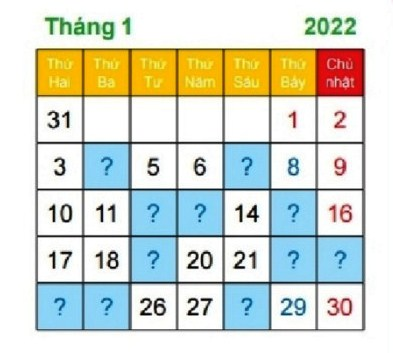 Tháng 1 2022
Thứ Hai Thứ Ba Thứ Tư Thứ Năm Thứ Sáu Thứ Bảy Chủ nhật
31 1 2
3 ? 5 6 ? 8 9
10 11 ? ? 14 ? 16
17 18 ? 20 21 ? ?
? ? 26 27 ? 29 30